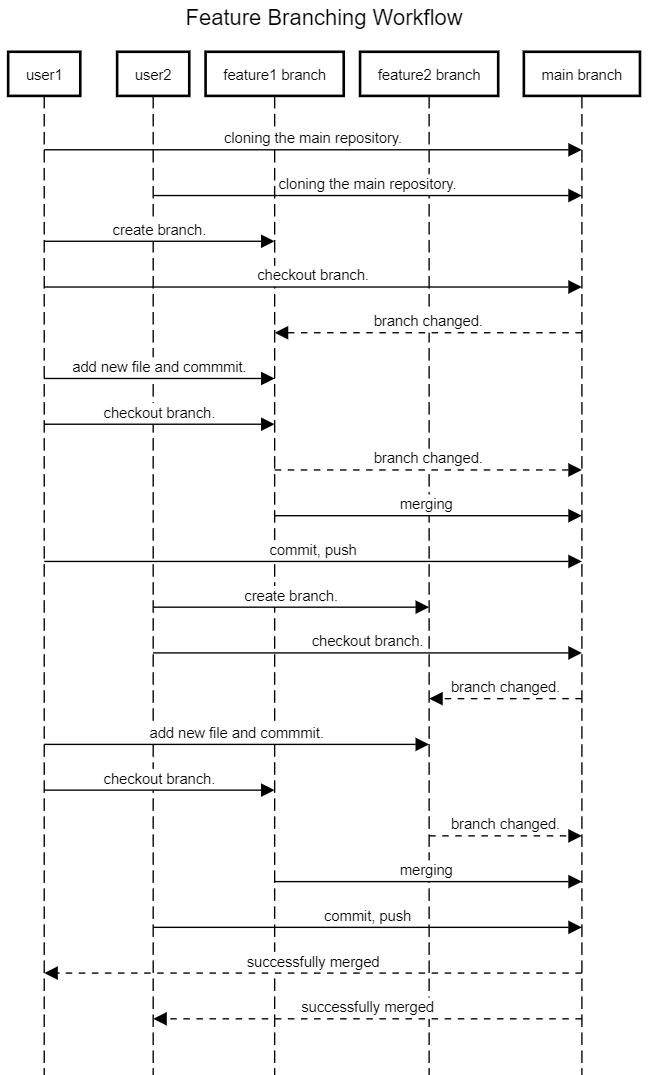 Feature Branching Workflow
user1
user2
feature1 branch
feature2 branch
main branch
cloning the main repository.
cloning the main repository.
create branch.
checkout branch.
branch changed.
add new file and commmit.
checkout branch.
branch changed.
merging
commit, push
create branch.
checkout branch.
branch changed.
add new file and commmit.
checkout branch.
branch changed.
merging
commit, push
successfully merged
successfully merged